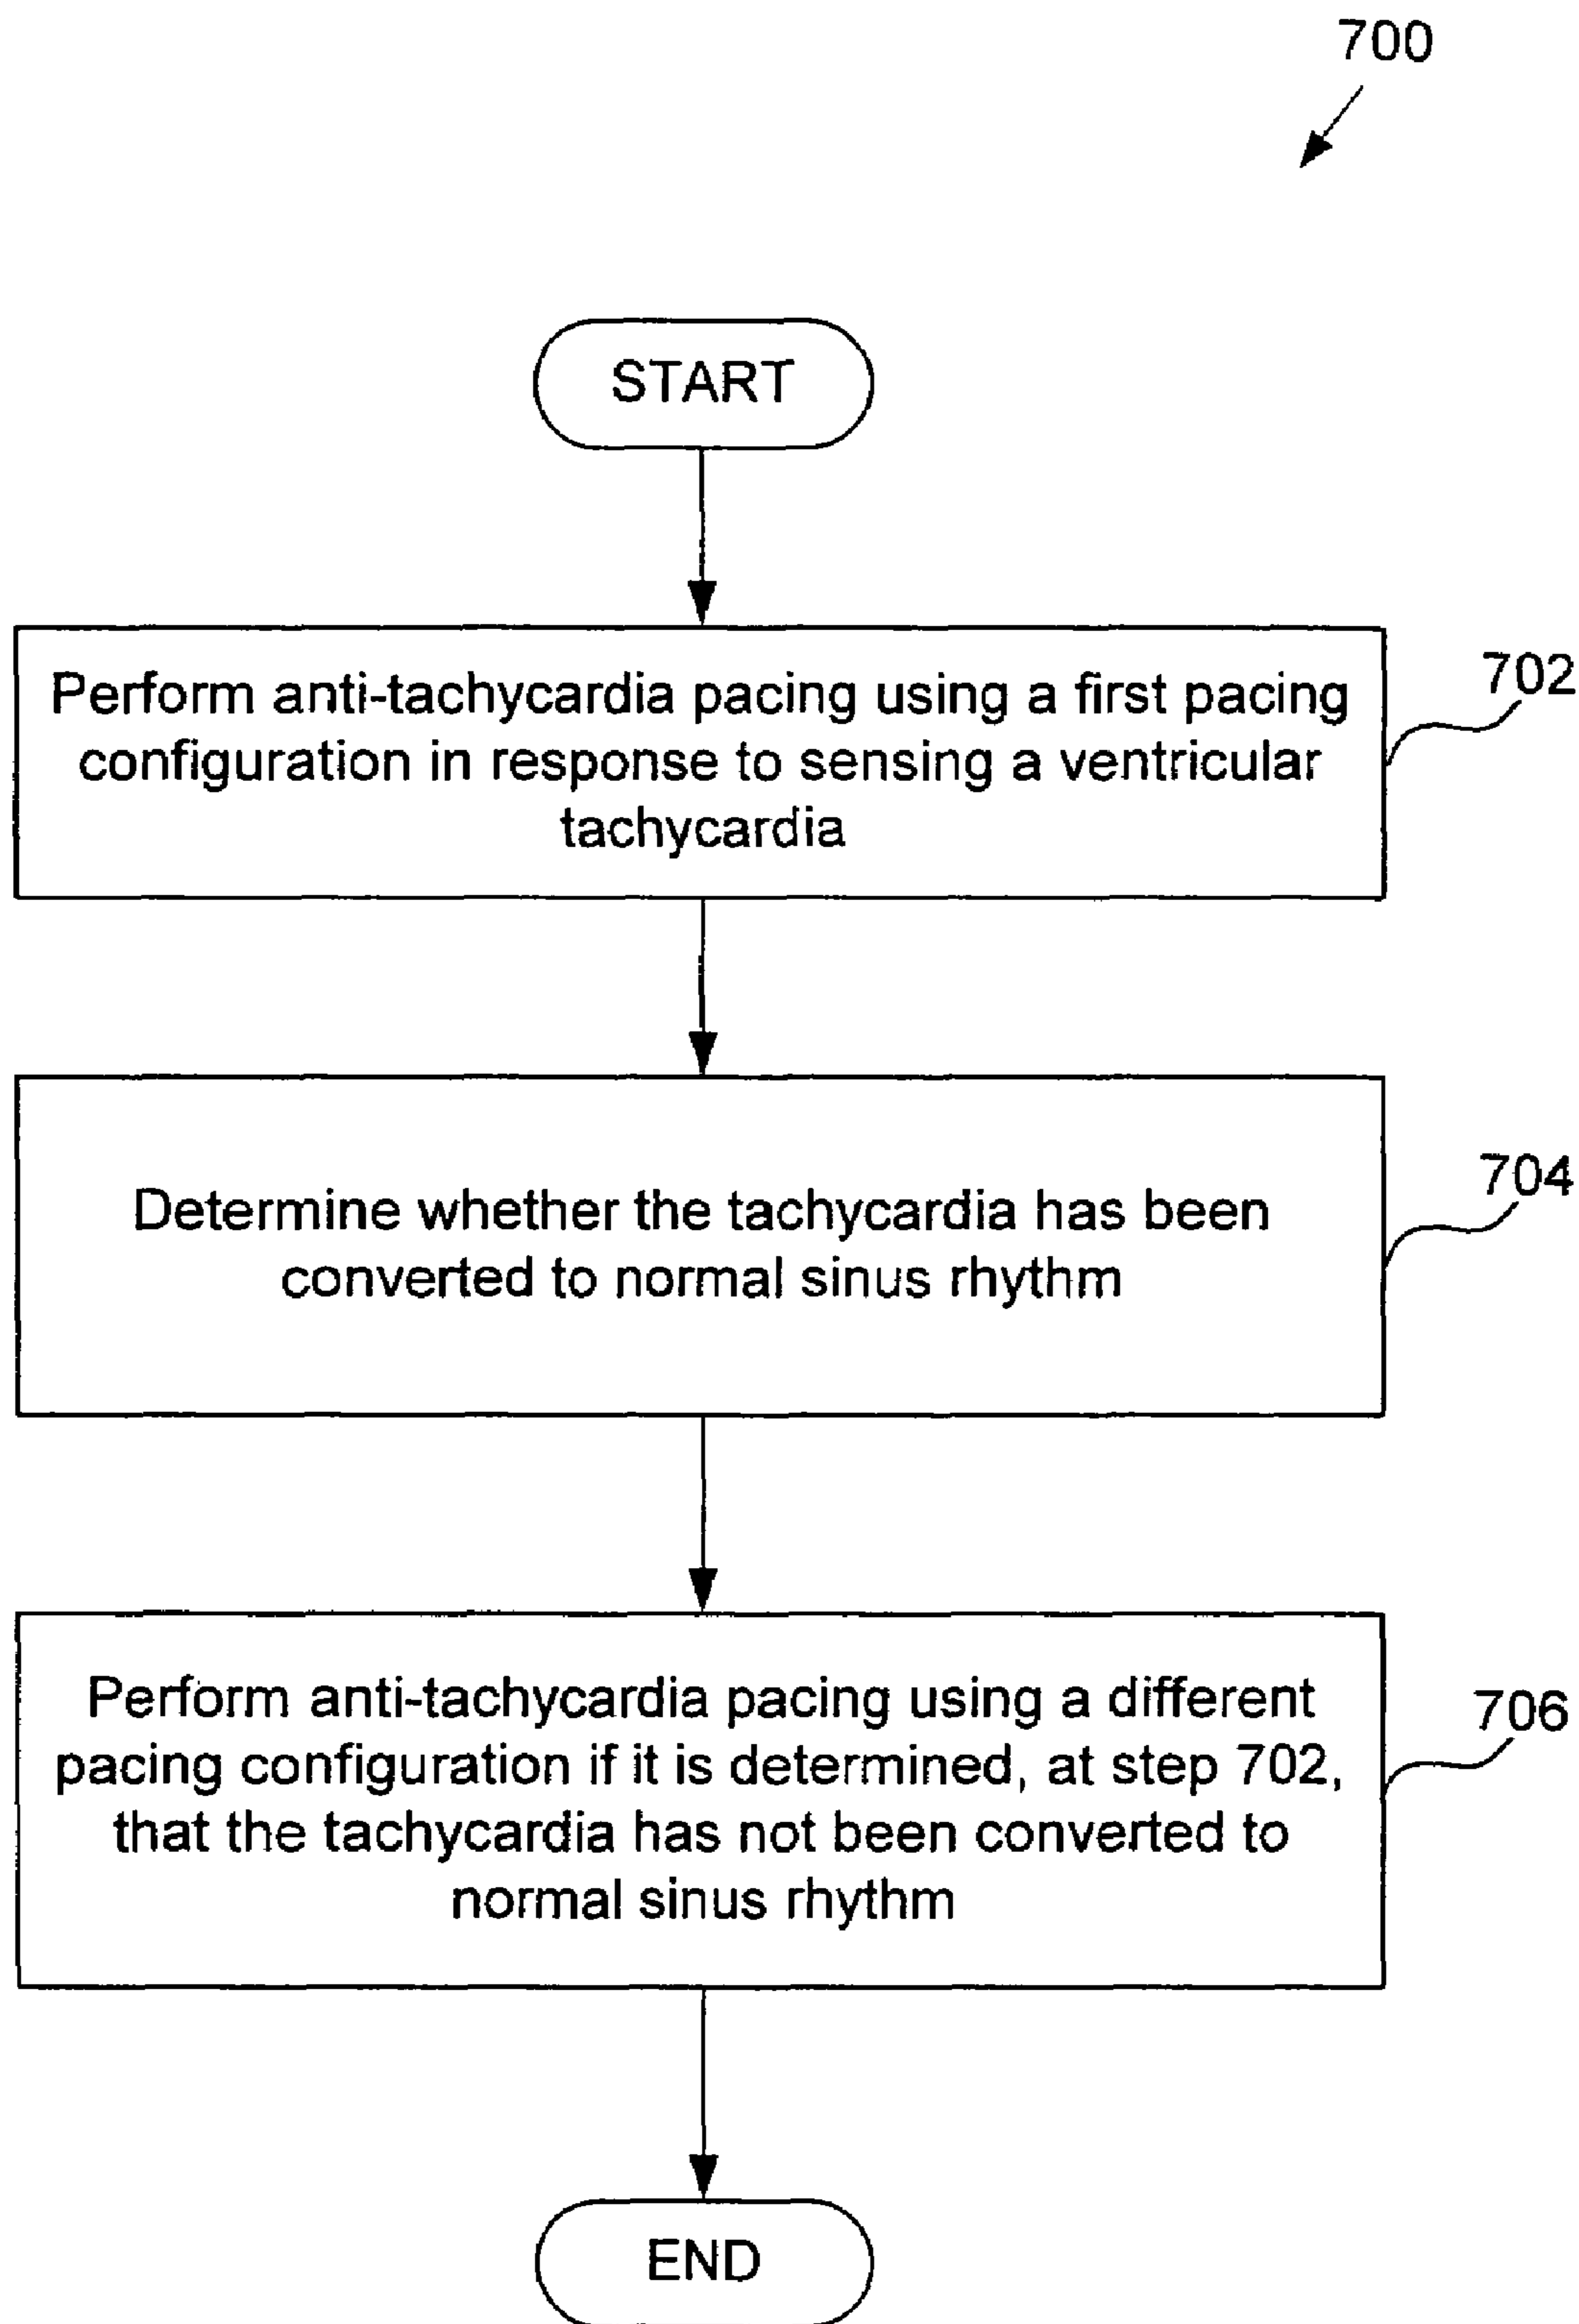 700
START
Perform anti-tachycardia pacing using a first pacing
configuration in response to sensing a ventricular
tachycardia
702
Determine whether the tachycardia has been
converted to normal sinus rhythm
704
Perform anti-tachycardia pacing using a different
pacing configuration if it is determined, at step 702,
that the tachycardia has not been converted to
normal sinus rhythm
706
END